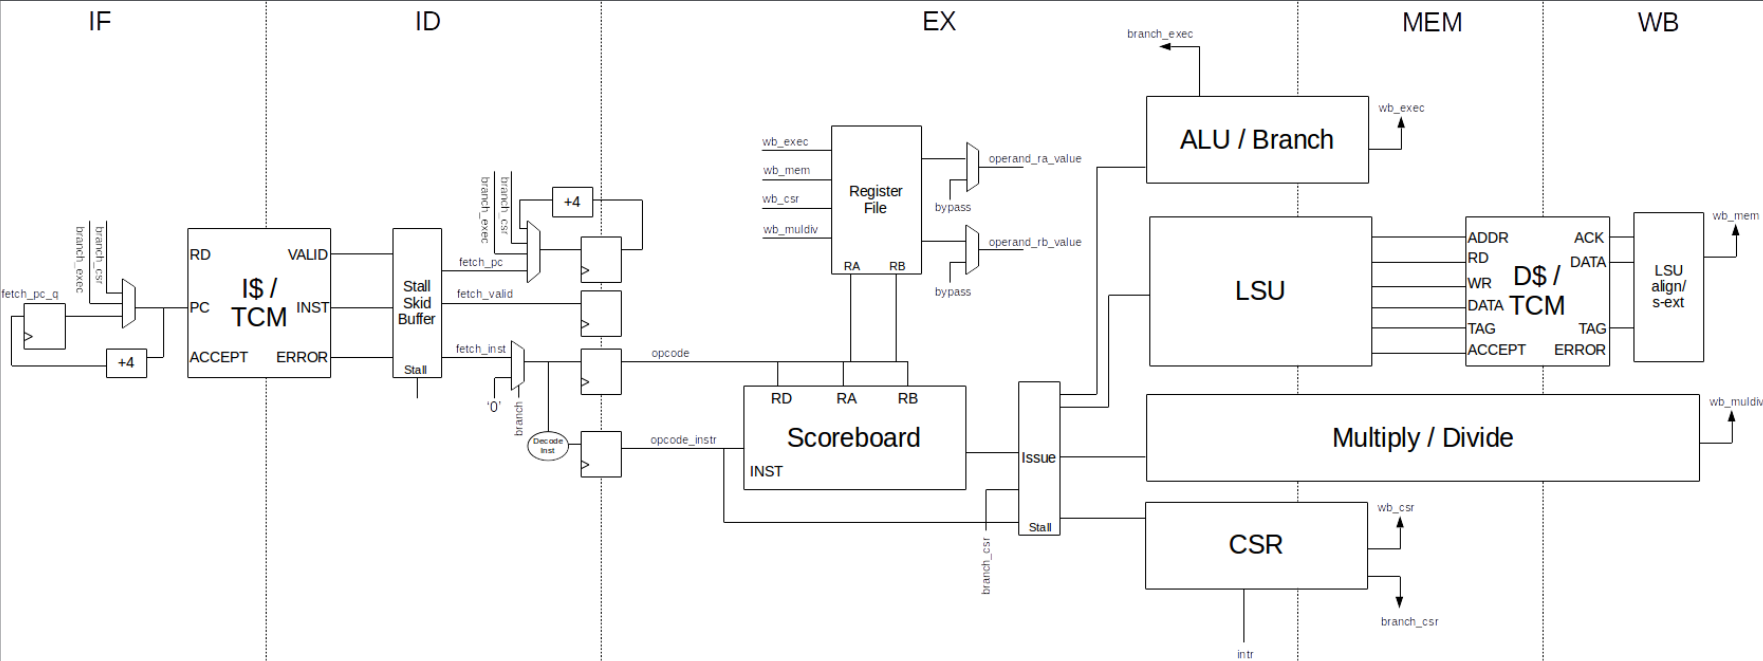 IF
ID
EX
MEM
WB
fetch_pc_q
branch_exec
branch_csr
+4
RD
PC
ACCEPT
I$ /
TCM
VALID
INST
ERROR
Stall
Skid
Buffer
Stall
branch_exec
branch_csr
+4
fetch_pc
fetch_valid
fetch_inst
'0'
branch
Decode
Inst
opcode
opcode_instr
wb_exec
wb_mem
wb_csr
wb_muldiv
Register
File
RA
RB
operand_ra_value
bypass
operand_rb_value
bypass
RD
RA
RB
Scoreboard
INST
Issue
Stall
branch_csr
branch_exec
ALU / Branch
wb_exec
LSU
ADDR
RD
WR
DATA
TAG
ACCEPT
D$ /
TCM
ACK
DATA
TAG
ERROR
LSU
align/
s-ext
wb_mem
Multiply / Divide
wb_muldiv
CSR
wb_csr
branch_csr
intr